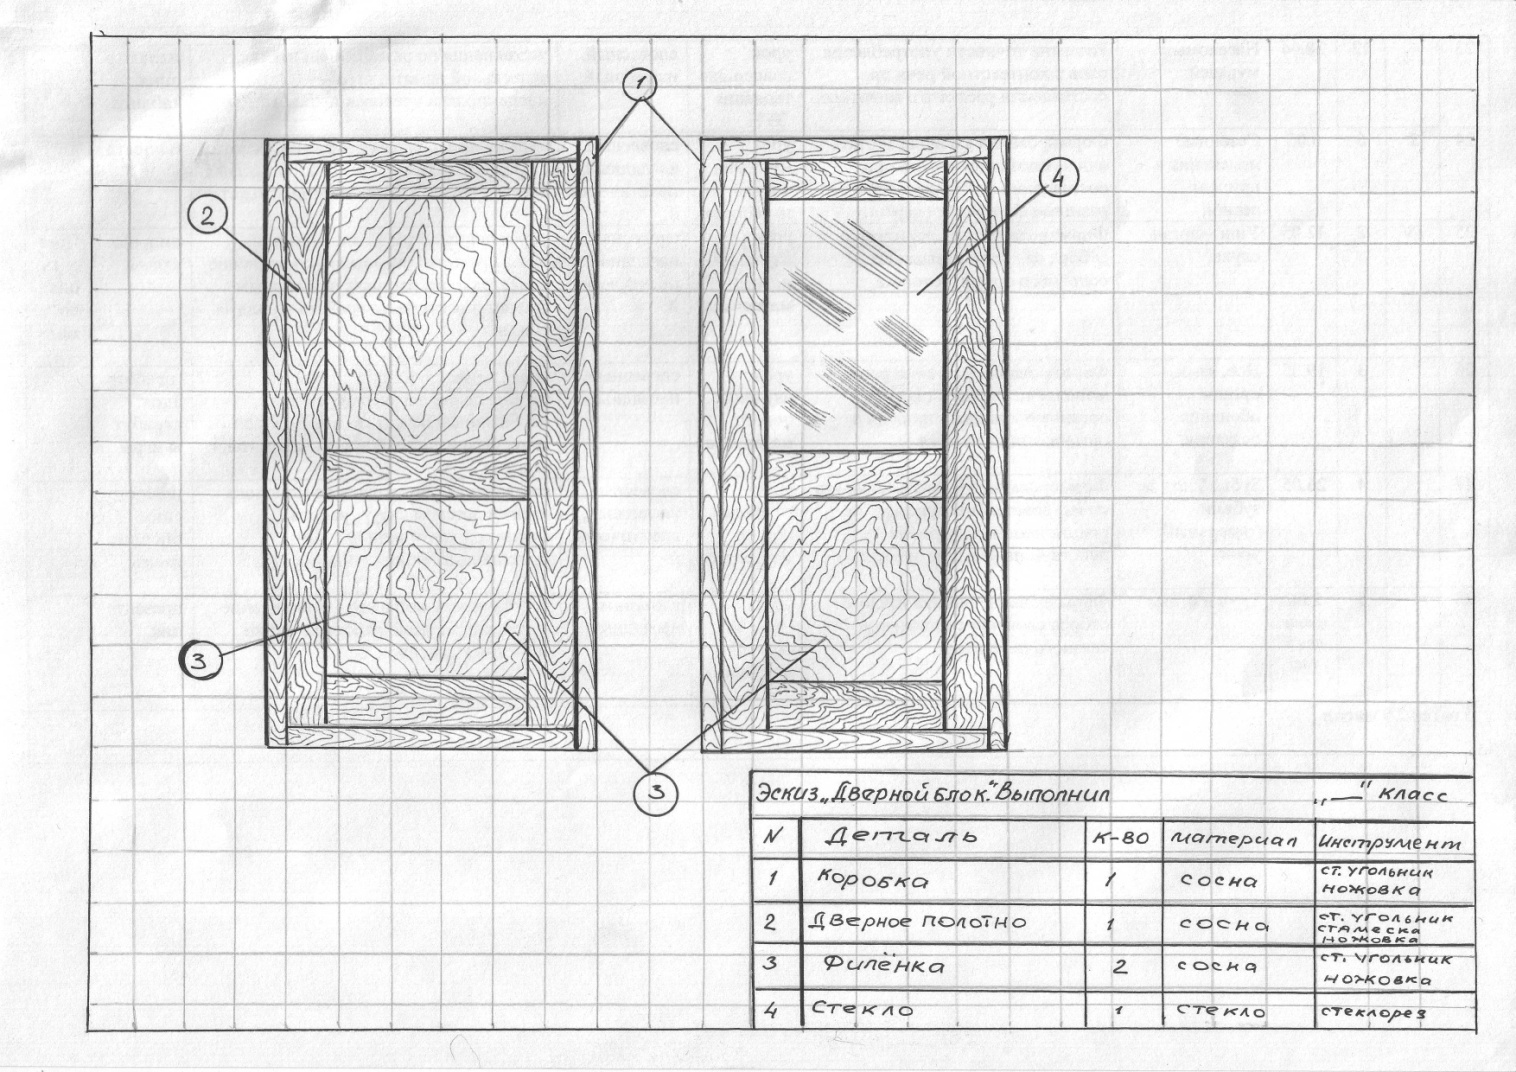 1
2
4
3
3
Эскиз „Дверной блок." Выполнил „__" класс
N Деталь К-во материал Инструмент
1 Коробка 1 сосна ст. угольник
ножовка
2 Дверное полотно 1 сосна ст. угольник
стамеска
ножовка
3 Филёнка 2 сосна ст. угольник
ножовка
4 Стекло 1 стекло стеклорез